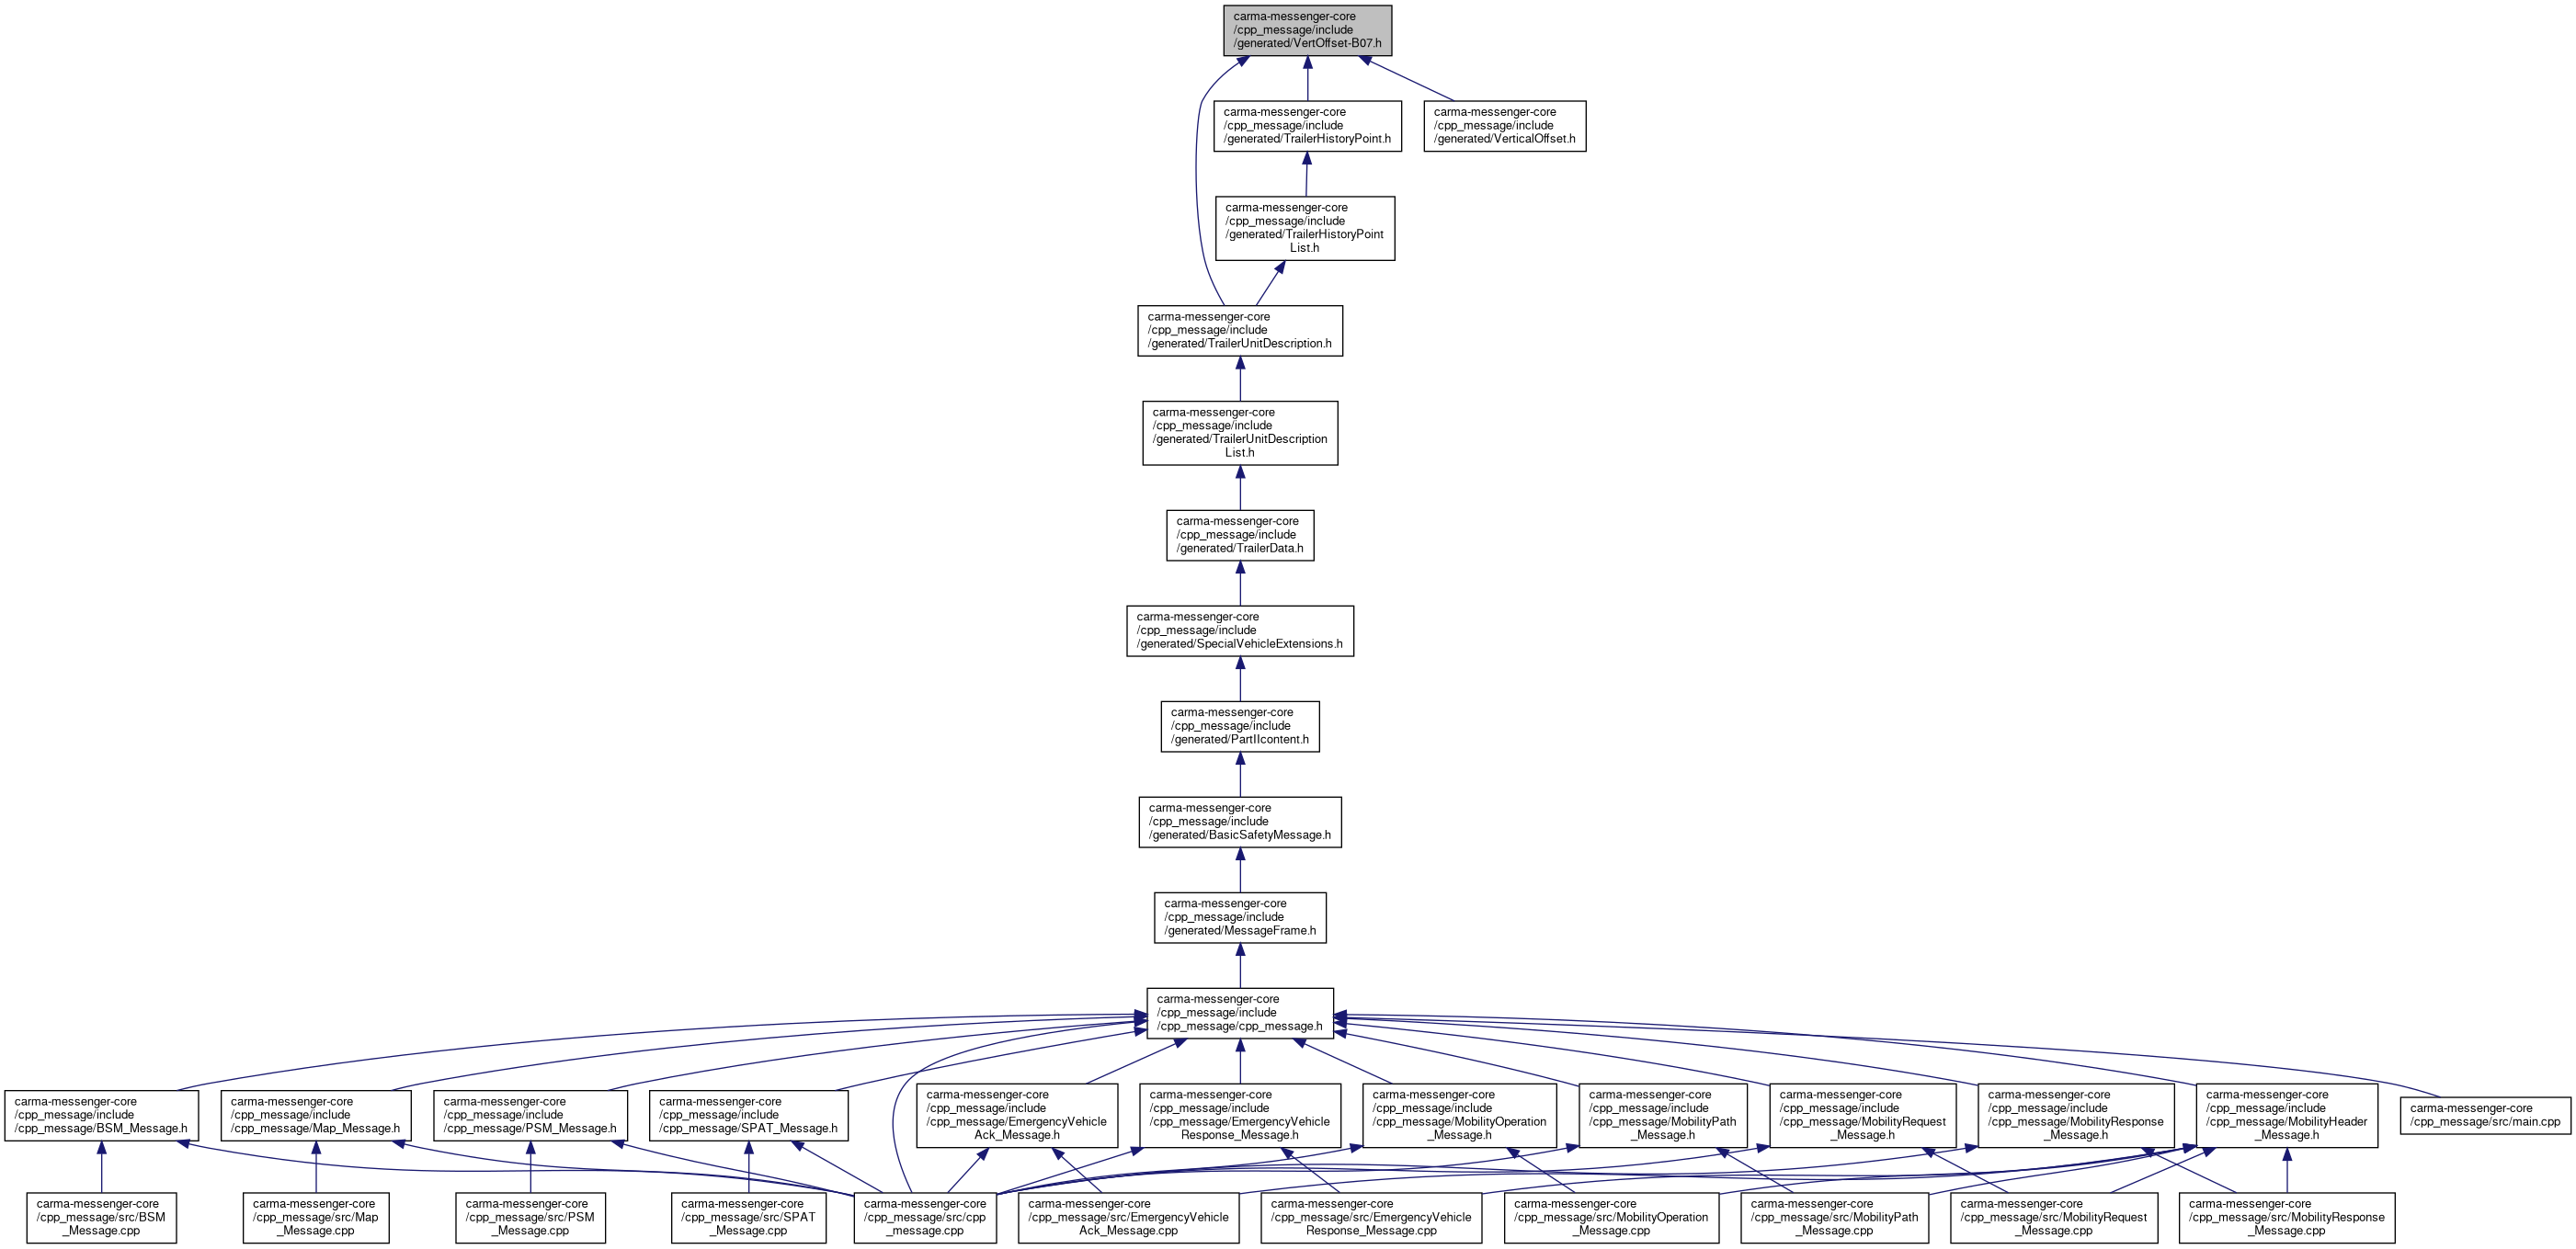 carma-messenger-core
/cpp_message/include
/generated/VertOffset-B07.h
carma-messenger-core
/cpp_message/include
/generated/TrailerHistoryPoint.h
carma-messenger-core
/cpp_message/include
/generated/VerticalOffset.h
carma-messenger-core
/cpp_message/include
/generated/TrailerHistoryPoint
List.h
carma-messenger-core
/cpp_message/include
/generated/TrailerUnitDescription.h
carma-messenger-core
/cpp_message/include
/generated/TrailerUnitDescription
List.h
carma-messenger-core
/cpp_message/include
/generated/TrailerData.h
carma-messenger-core
/cpp_message/include
/generated/SpecialVehicleExtensions.h
carma-messenger-core
/cpp_message/include
/generated/PartIIcontent.h
carma-messenger-core
/cpp_message/include
/generated/BasicSafetyMessage.h
carma-messenger-core
/cpp_message/include
/generated/MessageFrame.h
carma-messenger-core
/cpp_message/include
/cpp_message/cpp_message.h
carma-messenger-core
/cpp_message/include
/cpp_message/BSM_Message.h
carma-messenger-core
/cpp_message/include
/cpp_message/Map_Message.h
carma-messenger-core
/cpp_message/include
/cpp_message/PSM_Message.h
carma-messenger-core
/cpp_message/include
/cpp_message/SPAT_Message.h
carma-messenger-core
/cpp_message/include
/cpp_message/EmergencyVehicle
Ack_Message.h
carma-messenger-core
/cpp_message/include
/cpp_message/EmergencyVehicle
Response_Message.h
carma-messenger-core
/cpp_message/include
/cpp_message/MobilityOperation
_Message.h
carma-messenger-core
/cpp_message/include
/cpp_message/MobilityPath
_Message.h
carma-messenger-core
/cpp_message/include
/cpp_message/MobilityRequest
_Message.h
carma-messenger-core
/cpp_message/include
/cpp_message/MobilityResponse
_Message.h
carma-messenger-core
/cpp_message/include
/cpp_message/MobilityHeader
_Message.h
carma-messenger-core
/cpp_message/src/main.cpp
carma-messenger-core
/cpp_message/src/BSM
_Message.cpp
carma-messenger-core
/cpp_message/src/Map
_Message.cpp
carma-messenger-core
/cpp_message/src/PSM
_Message.cpp
carma-messenger-core
/cpp_message/src/SPAT
_Message.cpp
carma-messenger-core
/cpp_message/src/cpp
_message.cpp
carma-messenger-core
/cpp_message/src/EmergencyVehicle
Ack_Message.cpp
carma-messenger-core
/cpp_message/src/EmergencyVehicle
Response_Message.cpp
carma-messenger-core
/cpp_message/src/MobilityOperation
_Message.cpp
carma-messenger-core
/cpp_message/src/MobilityPath
_Message.cpp
carma-messenger-core
/cpp_message/src/MobilityRequest
_Message.cpp
carma-messenger-core
/cpp_message/src/MobilityResponse
_Message.cpp